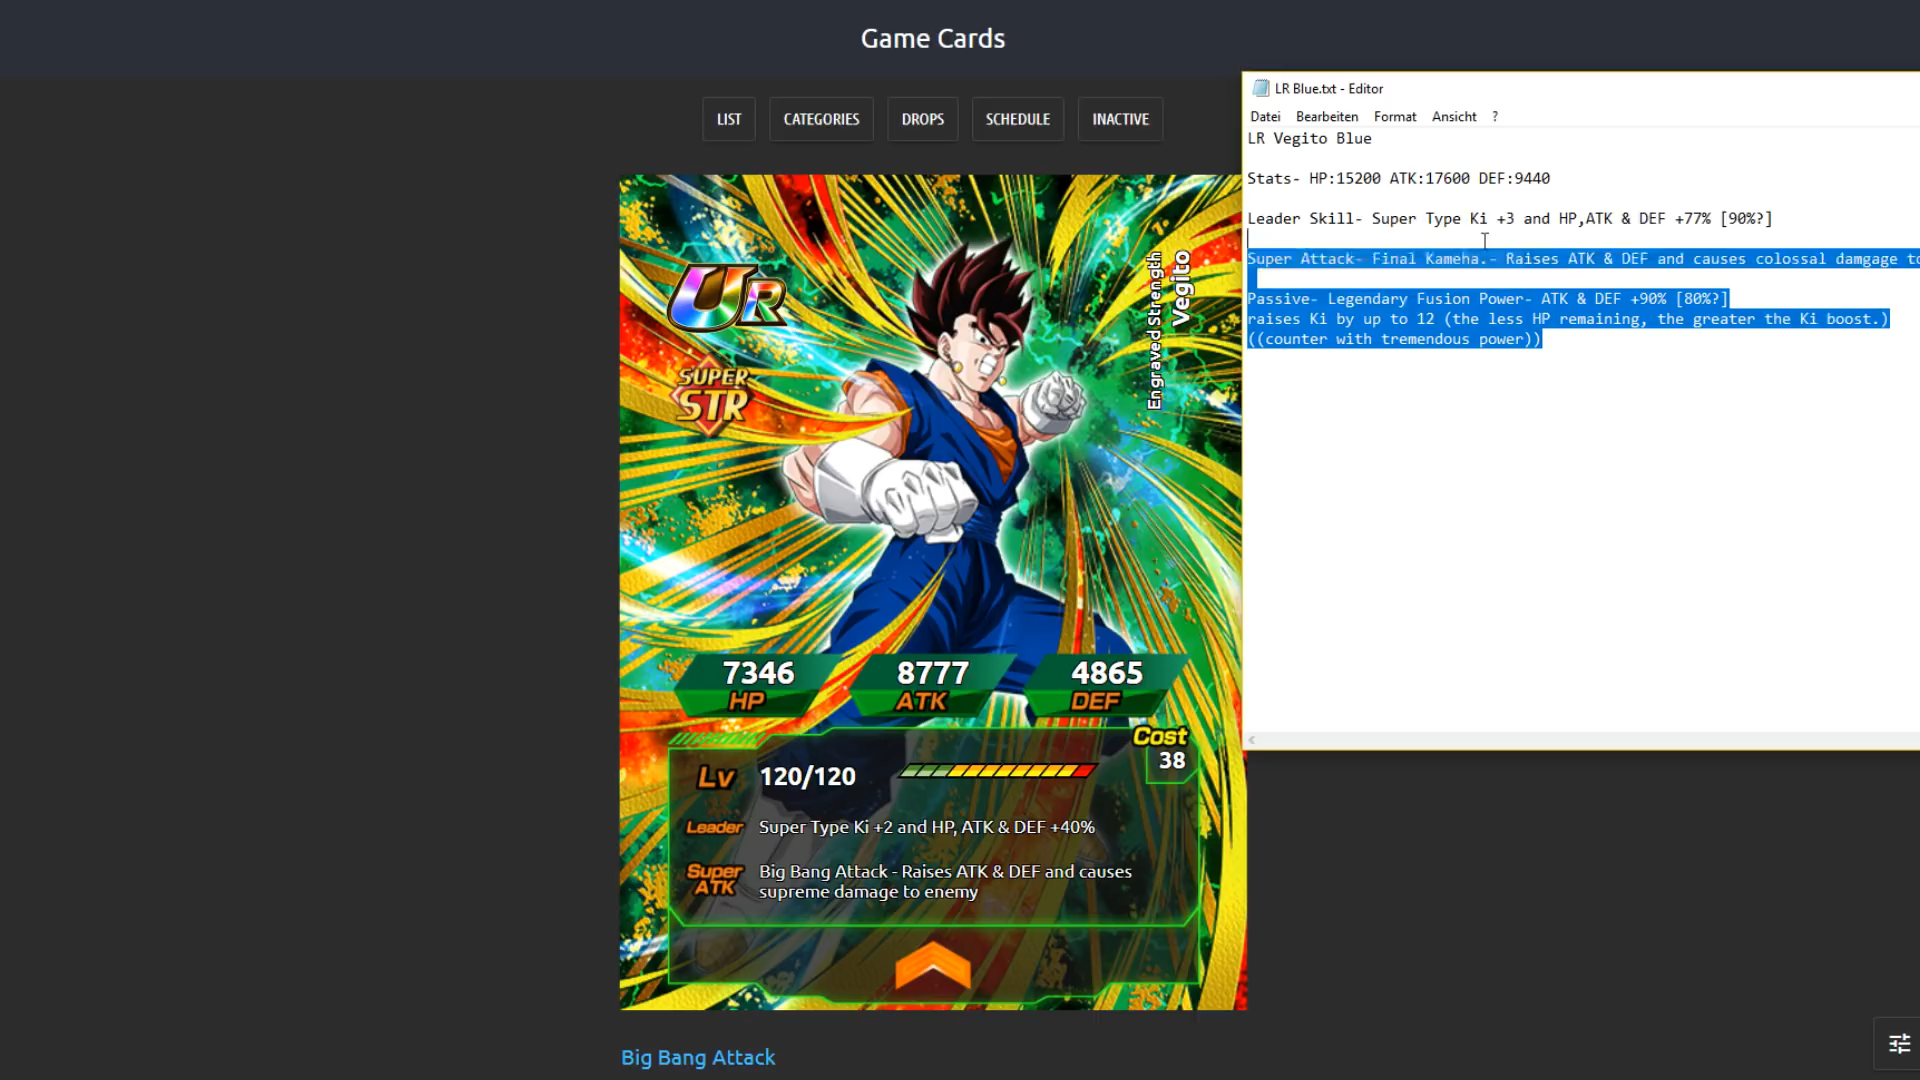 Game Cards
LIST
CATEGORIES
DROPS
SCHEDULE
INACTIVE
UR
SUPER
STR
Engraved Strength
Vegito
7346
HP
8777
ATK
4865
DEF
Cost
38
Lv 120/120
Leader Super Type Ki +2 and HP, ATK & DEF +40%
Super ATK
Big Bang Attack - Raises ATK & DEF and causes
supreme damage to enemy
Big Bang Attack
LR Blue.txt - Editor
Datei Bearbeiten Format Ansicht ?
LR Vegito Blue
Stats- HP:15200 ATK:17600 DEF:9440
Leader Skill- Super Type Ki +3 and HP,ATK & DEF +77% [90%?]
Super Attack- Final Kameha.- Raises ATK & DEF and causes colossal damgage to
Passive- Legendary Fusion Power- ATK & DEF +90% [80%?]
raises Ki by up to 12 (the less HP remaining, the greater the Ki boost.)
((counter with tremendous power))